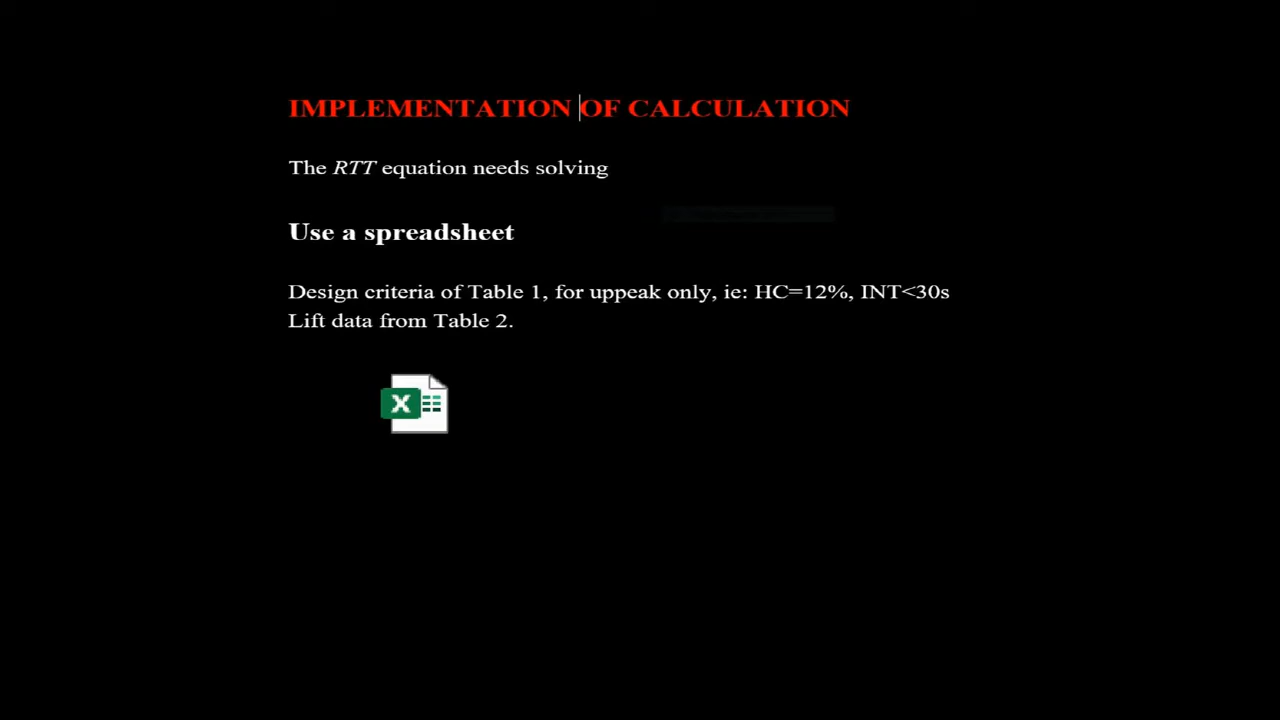 IMPLEMENTATION OF CALCULATION
The RTT equation needs solving
Use a spreadsheet
Design criteria of Table 1, for uppeak only, ie: HC=12%, INT<30s
Lift data from Table 2.
X